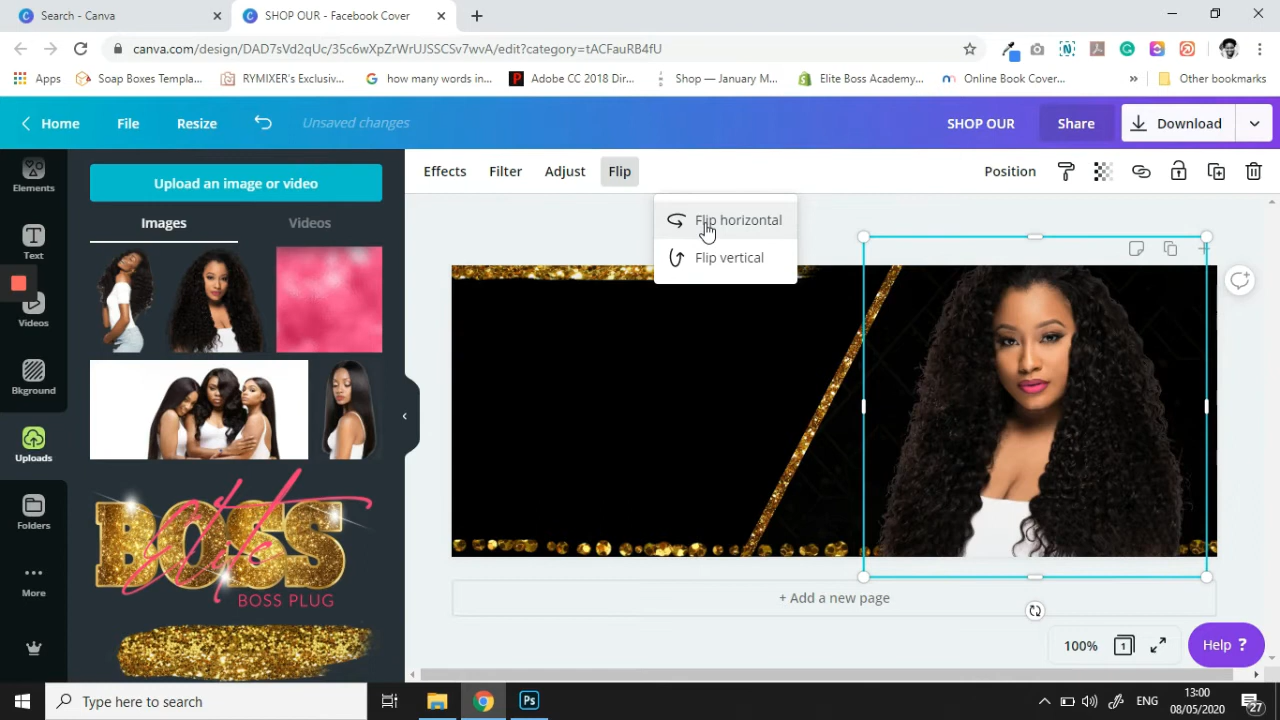 Search - Canva
SHOP OUR - Facebook Cover
canva.com/design/DAD7sVd2qUc/35c6wXpZrWrUJSSCSv7wvA/edit?category=tACFauRB4fU
Apps
Soap Boxes Templa...
RYMIXER's Exclusiv...
how many words in...
Adobe CC 2018 Dir...
Shop — January M...
Elite Boss Academy...
Online Book Cover...
»
Other bookmarks
Home
File
Resize
Unsaved changes
SHOP OUR
Share
Download
Elements
Text
Videos
Bkground
Uploads
Folders
More
Upload an image or video
Images
Videos
BOSS
BOSS PLUG
Effects
Filter
Adjust
Flip
Position
Flip horizontal
Flip vertical
+ Add a new page
100%
1
Help ?
Type here to search
Ps
ENG
13:00
08/05/2020
27